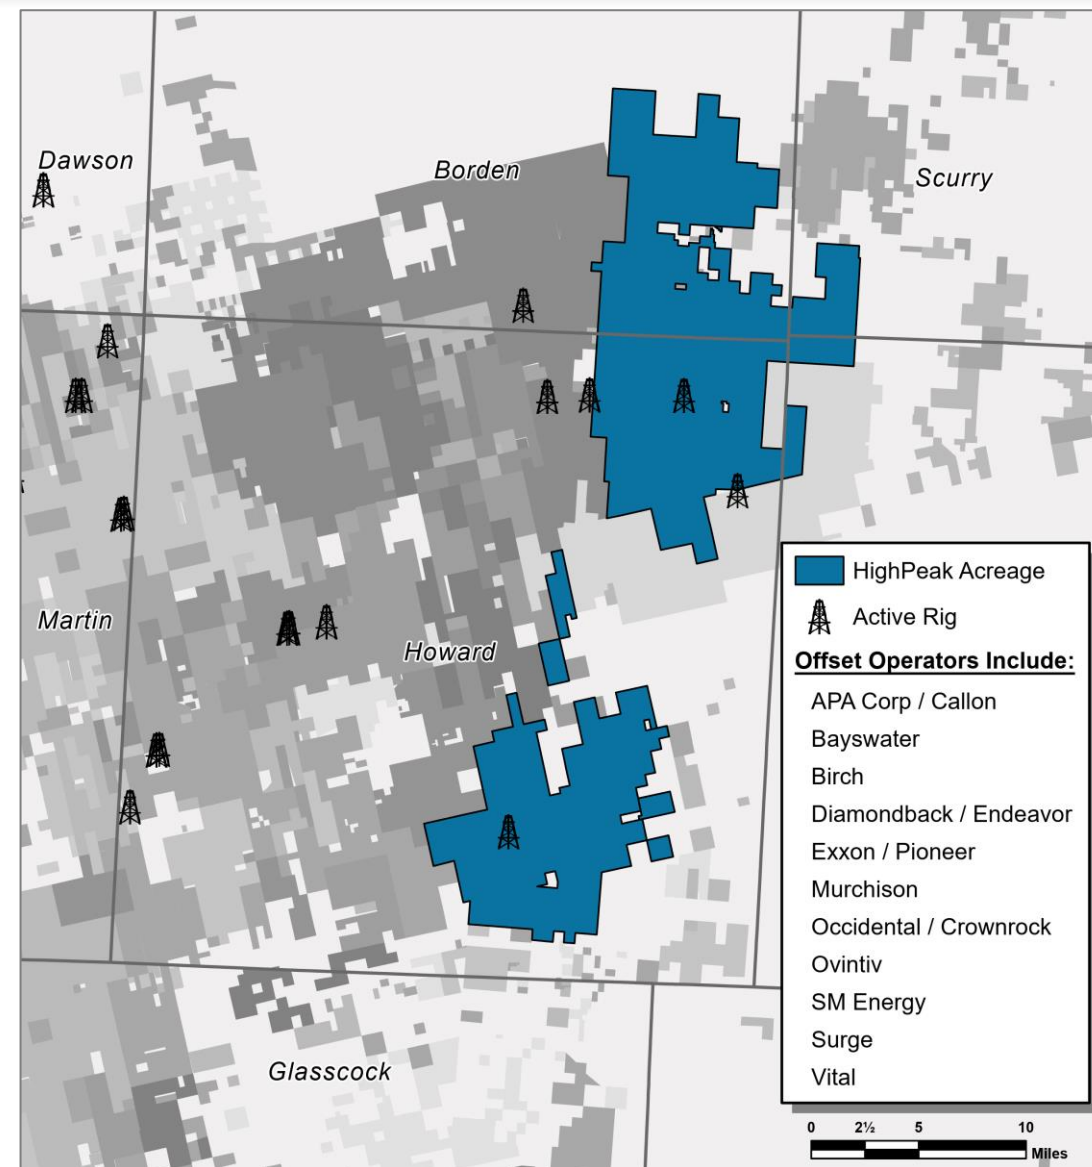 Dawson
Borden
Scurry
Martin
Howard
Glasscock
HighPeak Acreage
Active Rig
Offset Operators Include:
APA Corp / Callon
Bayswater
Birch
Diamondback / Endeavor
Exxon / Pioneer
Murchison
Occidental / Crownrock
Ovintiv
SM Energy
Surge
Vital
0 2½ 5 10
Miles